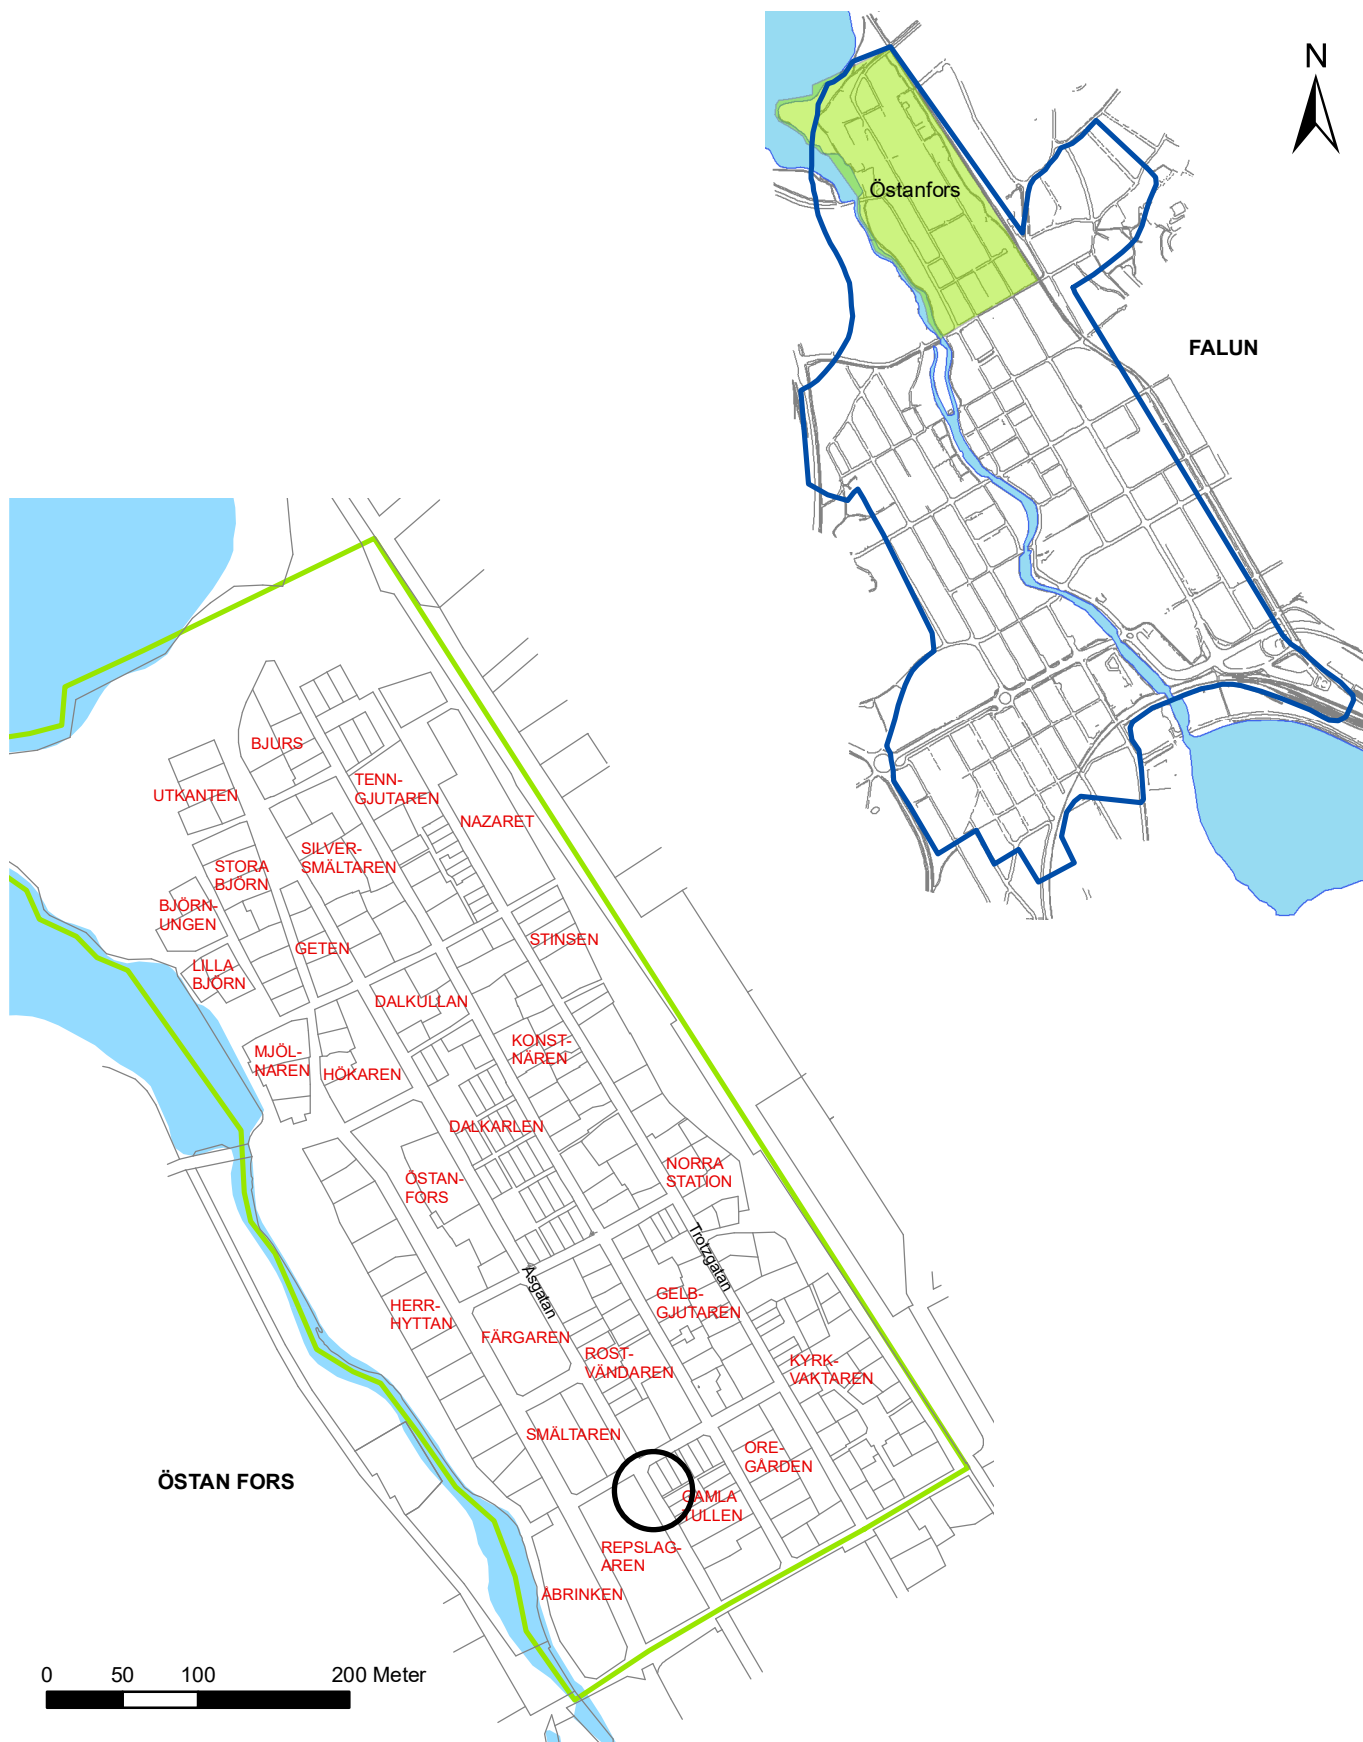 N
Östanfors
FALUN
BJURS
UTKANTEN
TENN-
GJUTAREN
NAZARET
SILVER-
SMÄLTAREN
STORA
BJÖRN
BJÖRN-
UNGEN
GETEN
STINSEN
LILLA
BJÖRN
DALKULLAN
KONST-
NÄREN
MJÖL-
NAREN
HÖKAREN
DALKARLEN
ÖSTAN-
FORS
NORRA
STATION
Trotzgatan
Åsgatan
HERR-
HYTTAN
GELB-
GJUTAREN
FÄRGAREN
ROST-
VÄNDAREN
KYRK-
VAKTAREN
SMÄLTAREN
ORE-
GÅRDEN
ÖSTAN FORS
GAMLA
TULLEN
REPSLAG-
AREN
ÅBRINKEN
0 50 100 200 Meter